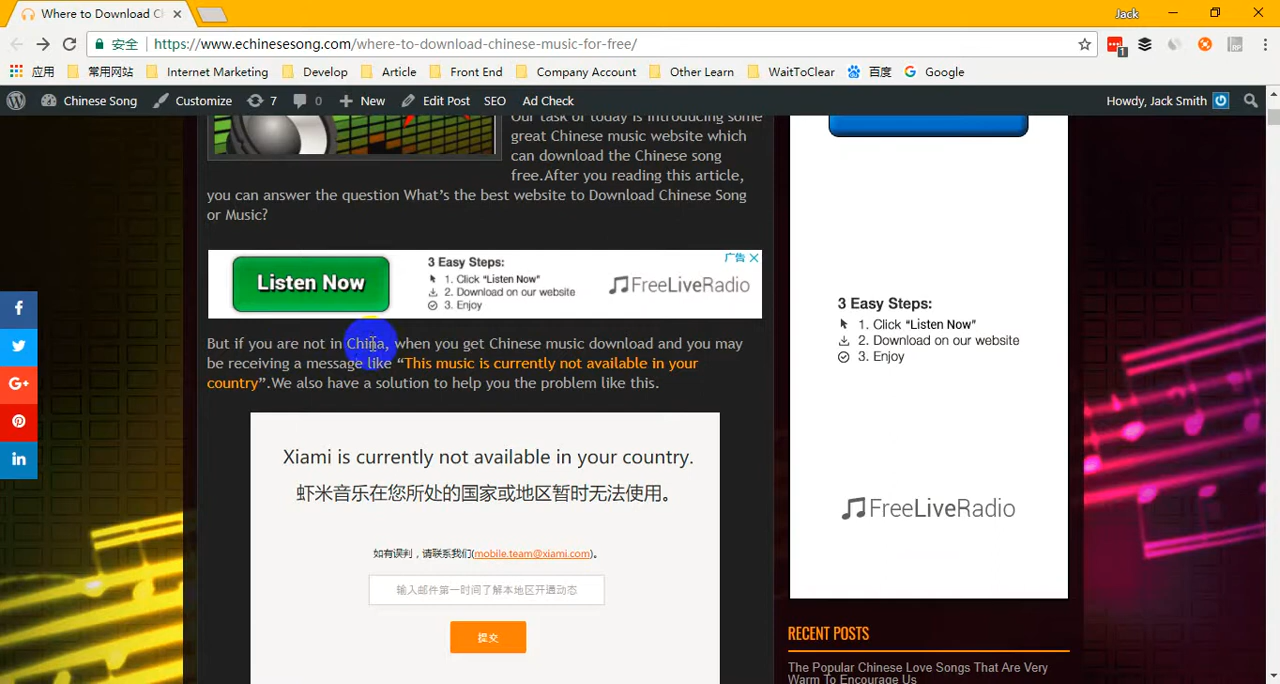 Where to Download C
Jack
安全
https://www.echinesesong.com/where-to-download-chinese-music-for-free/
1
RP
应用
常用网站
Internet Marketing
Develop
Article
Front End
Company Account
Other Learn
WaitToClear
百度
Google
Chinese Song
Customize
7
0
New
Edit Post
SEO
Ad Check
Howdy, Jack Smith
Our task of today is introducing some
great Chinese music website which
can download the Chinese song
free.After you reading this article,
you can answer the question What's the best website to Download Chinese Song
or Music?
Listen Now
3 Easy Steps:
1. Click "Listen Now"
2. Download on our website
3. Enjoy
FreeLiveRadio
广告
But if you are not in China, when you get Chinese music download and you may
be receiving a message like “This music is currently not available in your
country”.We also have a solution to help you the problem like this.
Xiami is currently not available in your country.
虾米音乐在您所处的国家或地区暂时无法使用。
如有误判，请联系我们(mobile.team@xiami.com)。
输入邮件第一时间了解本地区开通动态
提交
3 Easy Steps:
1. Click "Listen Now"
2. Download on our website
3. Enjoy
FreeLiveRadio
RECENT POSTS
The Popular Chinese Love Songs That Are Very
Warm To Encourage Us
f
G+
in